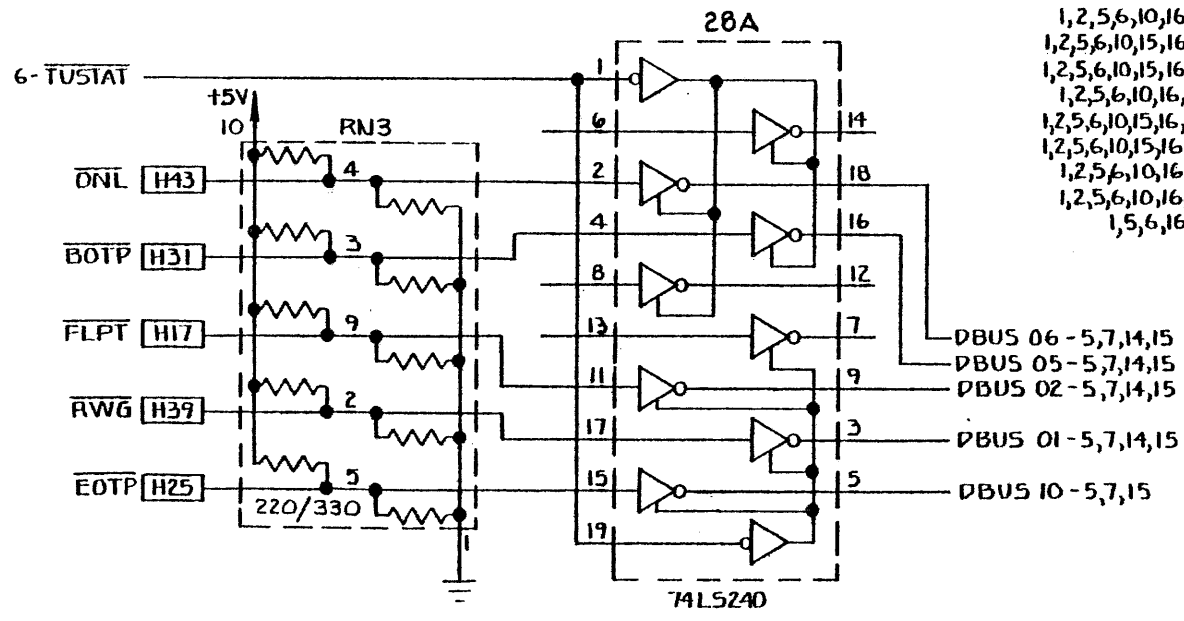 28A
1,2,5,6,10,16
1,2,5,6,10,15,16
1,2,5,6,10,15,16
1,2,5,6,10,16,
1,2,5,6,10,15,16,
1,2,5,6,10,15,16
1,2,5,6,10,16
1,2,5,6,10,16
1,5,6,16
6-TUSTAT
1
+5V
10
RN3
6
14
ONL
H43
4
2
18
BOTP
H31
3
4
16
8
12
FLPT
H17
9
13
7
DBUS 06-5,7,14,15
DBUS 05-5,7,14,15
11
9
DBUS 02-5,7,14,15
RWG
H39
2
17
3
DBUS 01-5,7,14,15
EOTP
H25
5
15
5
DBUS 10-5,7,15
220/330
1
19
74LS240